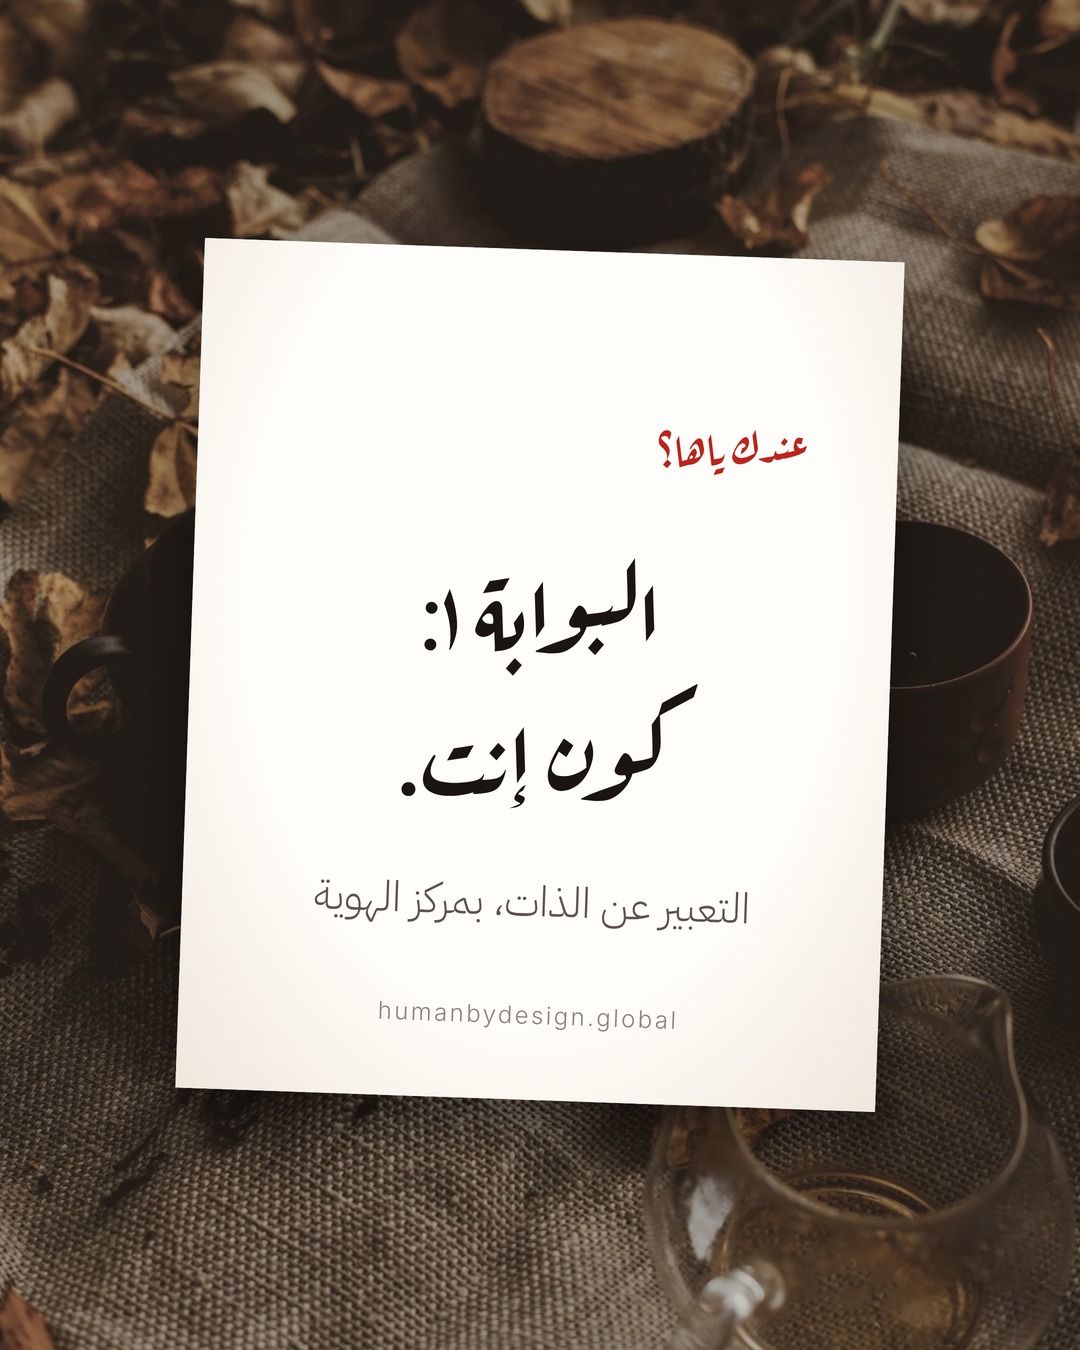 عندك ياها؟
البوابة ١:
كون إنت.
التعبير عن الذات، بمركز الهوية
humanbydesign.global